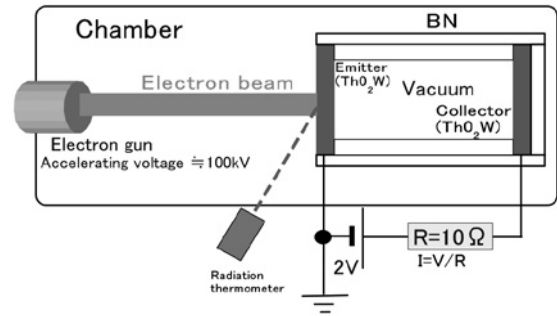 Chamber
BN
Electron beam
Emitter
(ThO₂W)
Vacuum
Collector
(ThO₂W)
Electron gun
Accelerating voltage ≒100kV
Radiation
thermometer
2V
R=10Ω
I=V/R